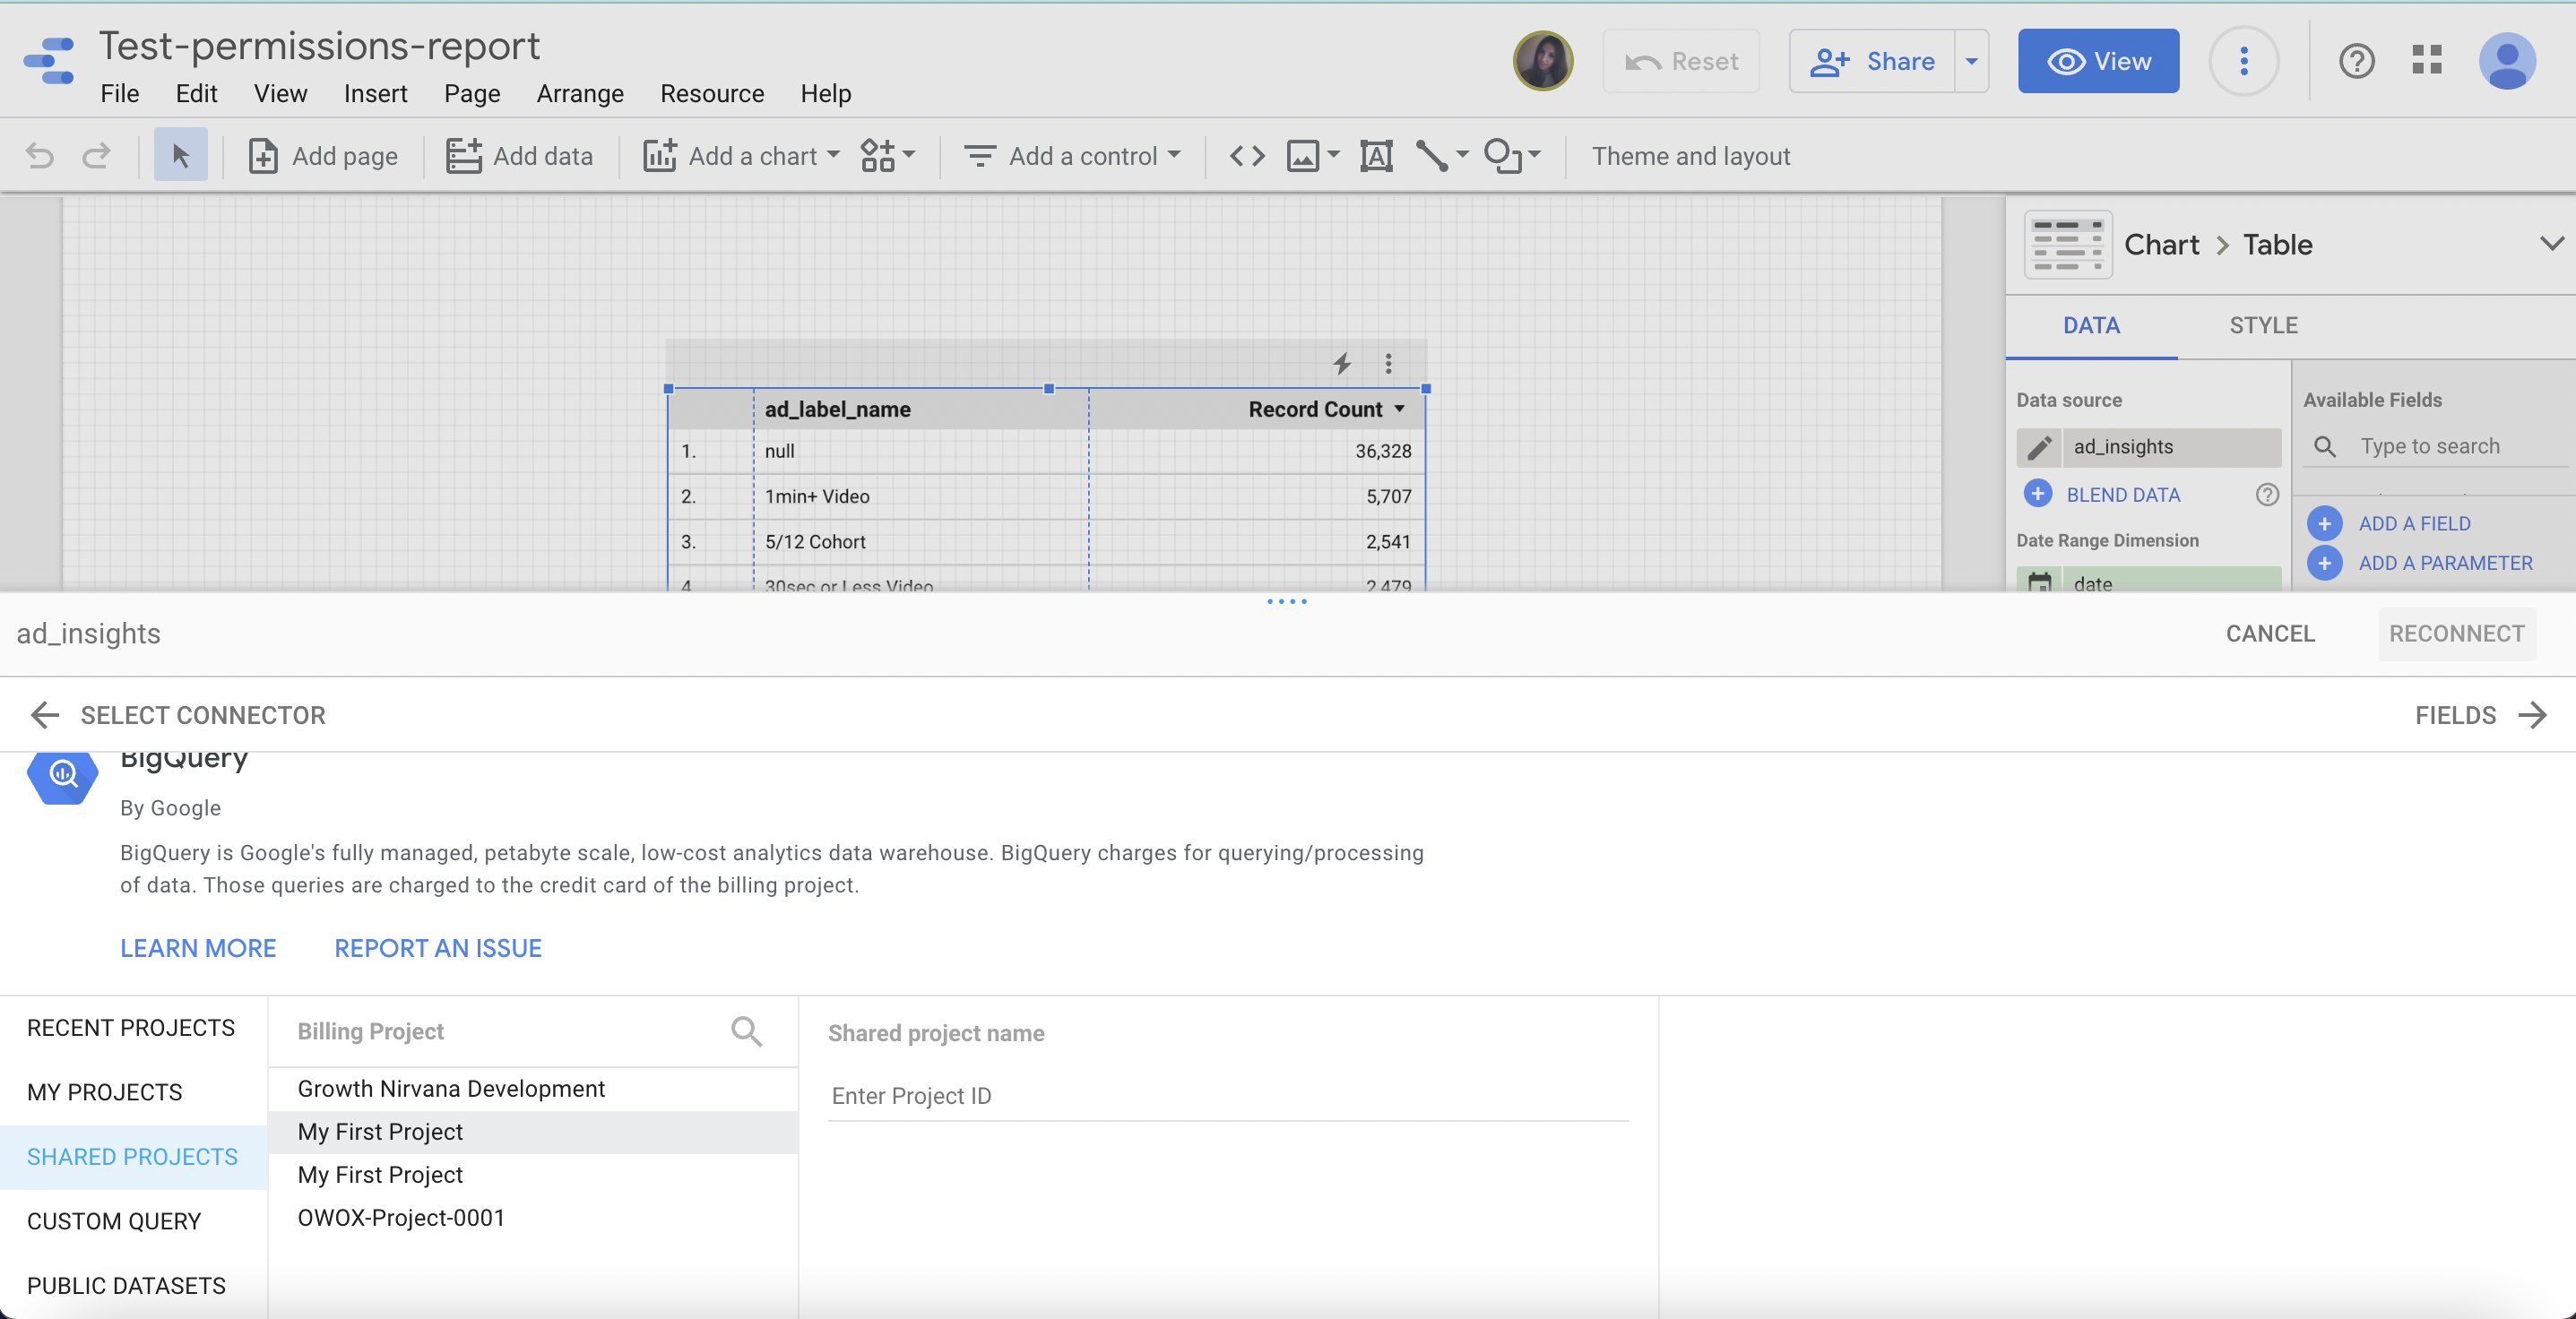 Test-permissions-report
File Edit View Insert Page Arrange Resource Help
Reset Share View
Add page Add data Add a chart Add a control Theme and layout
Chart Table
DATA STYLE
Data source Available Fields
ad_insights Type to search
BLEND DATA
ADD A FIELD
Date Range Dimension
ADD A PARAMETER
date
ad_label_name Record Count
1. null 36,328
2. 1min+ Video 5,707
3. 5/12 Cohort 2,541
4 30sec or Less Video 2,479
ad_insights CANCEL RECONNECT
SELECT CONNECTOR FIELDS
BigQuery
By Google
BigQuery is Google's fully managed, petabyte scale, low-cost analytics data warehouse. BigQuery charges for querying/processing
of data. Those queries are charged to the credit card of the billing project.
LEARN MORE REPORT AN ISSUE
RECENT PROJECTS
MY PROJECTS
SHARED PROJECTS
CUSTOM QUERY
PUBLIC DATASETS
Billing Project
Growth Nirvana Development
My First Project
My First Project
OWOX-Project-0001
Shared project name
Enter Project ID